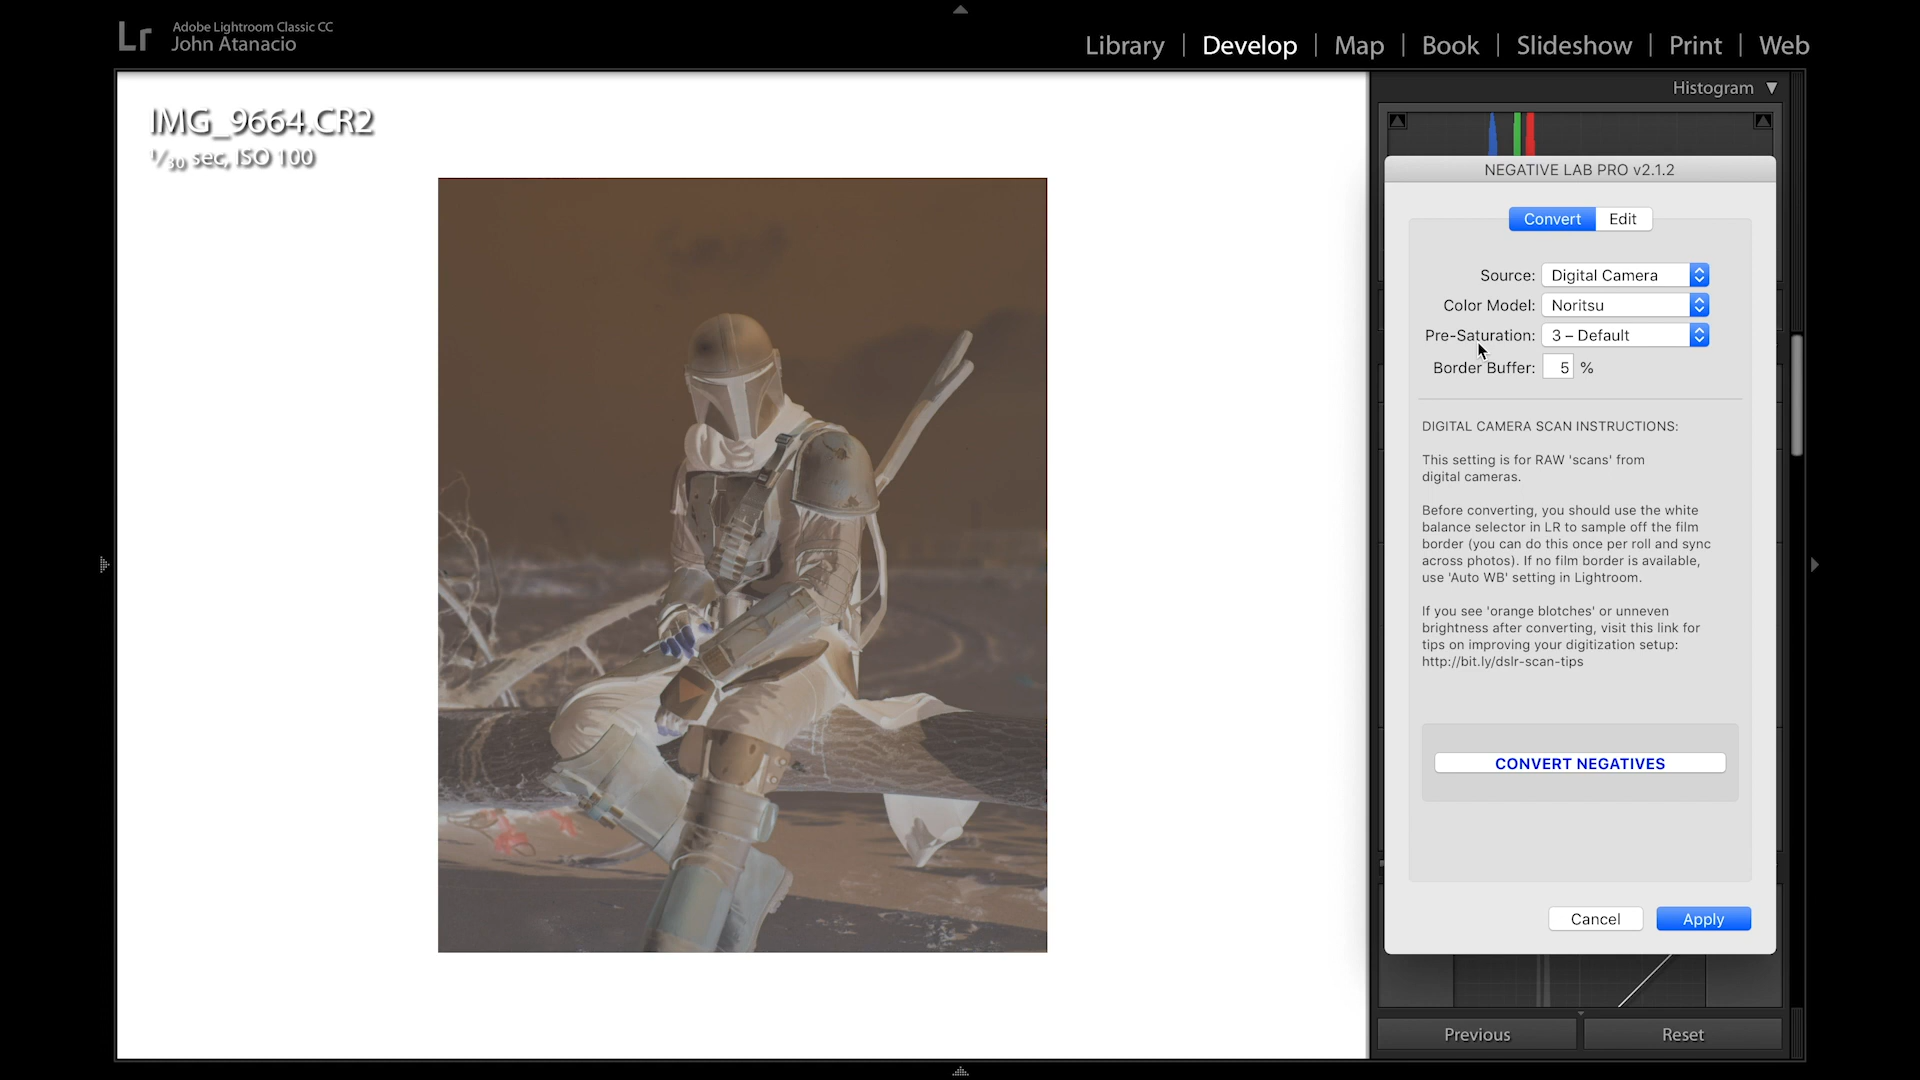 Lr
Adobe Lightroom Classic CC
John Atanacio
Library | Develop | Map | Book | Slideshow | Print | Web
IMG_9664.CR2
1/30 sec, ISO 100
Histogram ▼
NEGATIVE LAB PRO v2.1.2
Convert Edit
Source: Digital Camera
Color Model: Noritsu
Pre-Saturation: 3 – Default
Border Buffer: 5 %
DIGITAL CAMERA SCAN INSTRUCTIONS:
This setting is for RAW 'scans' from
digital cameras.
Before converting, you should use the white
balance selector in LR to sample off the film
border (you can do this once per roll and sync
across photos). If no film border is available,
use 'Auto WB' setting in Lightroom.
If you see 'orange blotches' or unneven
brightness after converting, visit this link for
tips on improving your digitization setup:
http://bit.ly/dslr-scan-tips
CONVERT NEGATIVES
Cancel Apply
Previous Reset